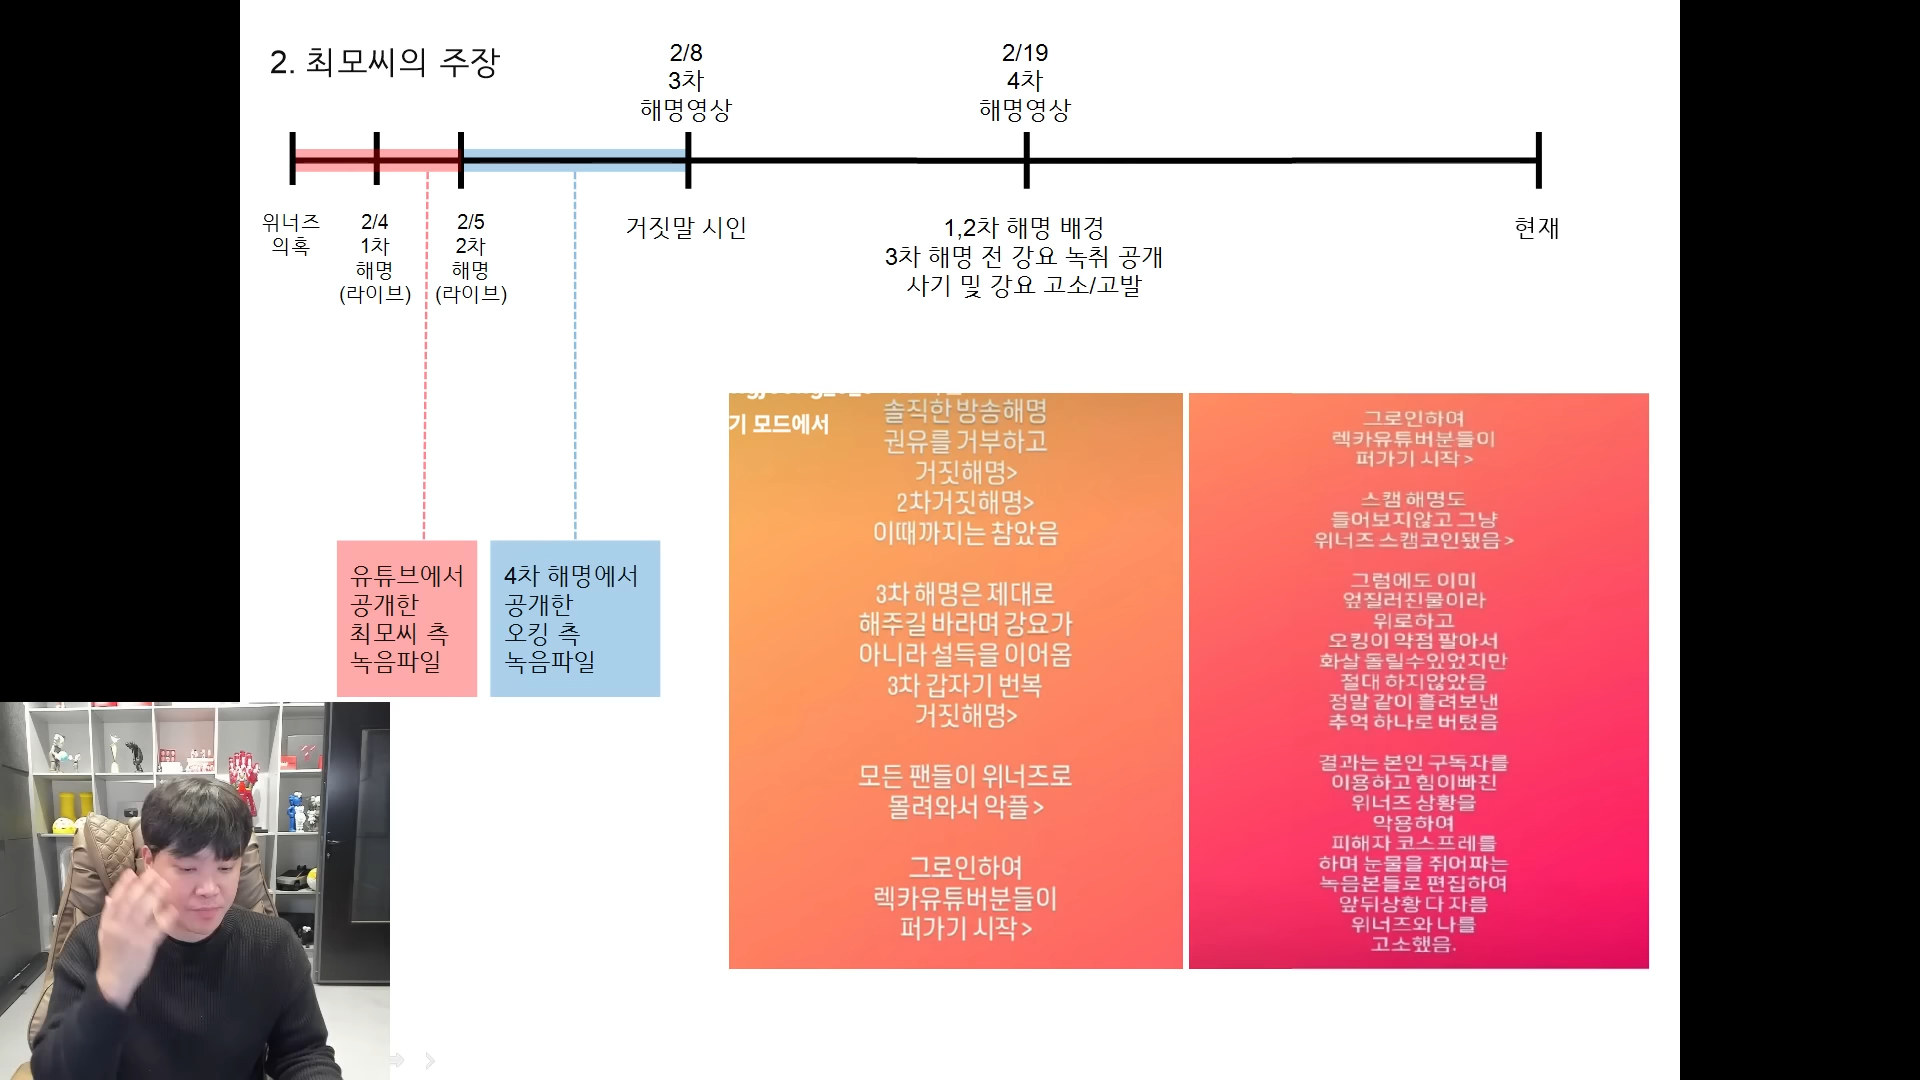 2. 최모씨의 주장
2/8
3차
해명영상
2/19
4차
해명영상
위너즈
의혹
2/4
1차
해명
(라이브)
2/5
2차
해명
(라이브)
거짓말 시인
1,2차 해명 배경
3차 해명 전 강요 녹취 공개
사기 및 강요 고소/고발
현재
유튜브에서
공개한
최모씨 측
녹음파일
4차 해명에서
공개한
오킹 측
녹음파일
기 모드에서
솔직한 방송해명
권유를 거부하고
거짓해명>
2차거짓해명>
이때까지는 참았음
3차 해명은 제대로
해주길 바라며 강요가
아니라 설득을 이어옴
3차 갑자기 번복
거짓해명>
모든 팬들이 위너즈로
몰려와서 악플>
그로인하여
렉카유튜버분들이
퍼가기 시작>
그로인하여
렉카유튜버분들이
퍼가기 시작>
스캠 해명도
들어보지않고 그냥
위너즈 스캠코인됐음>
그럼에도 이미
엎질러진물이라
위로하고
오킹이 약점 팔아서
화살 돌릴수있었지만
절대 하지않았음
정말 같이 흘려보낸
추억 하나로 버텼음
결과는 본인 구독자를
이용하고 힘이빠진
위너즈 상황을
악용하여
피해자 코스프레를
하며 눈물을 쥐어짜는
녹음본들로 편집하여
앞뒤상황 다 자름
위너즈와 나를
고소했음.